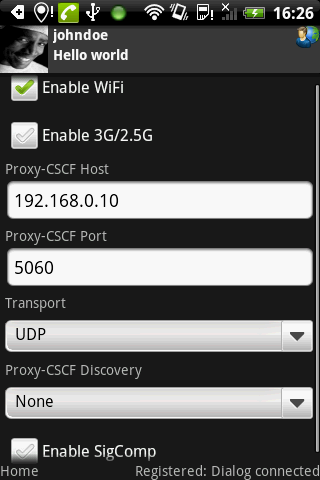 16:26
johndoe
Hello world
Enable WiFi
Enable 3G/2.5G
Proxy-CSCF Host
192.168.0.10
Proxy-CSCF Port
5060
Transport
UDP
Proxy-CSCF Discovery
None
Enable SigComp
Home Registered: Dialog connected